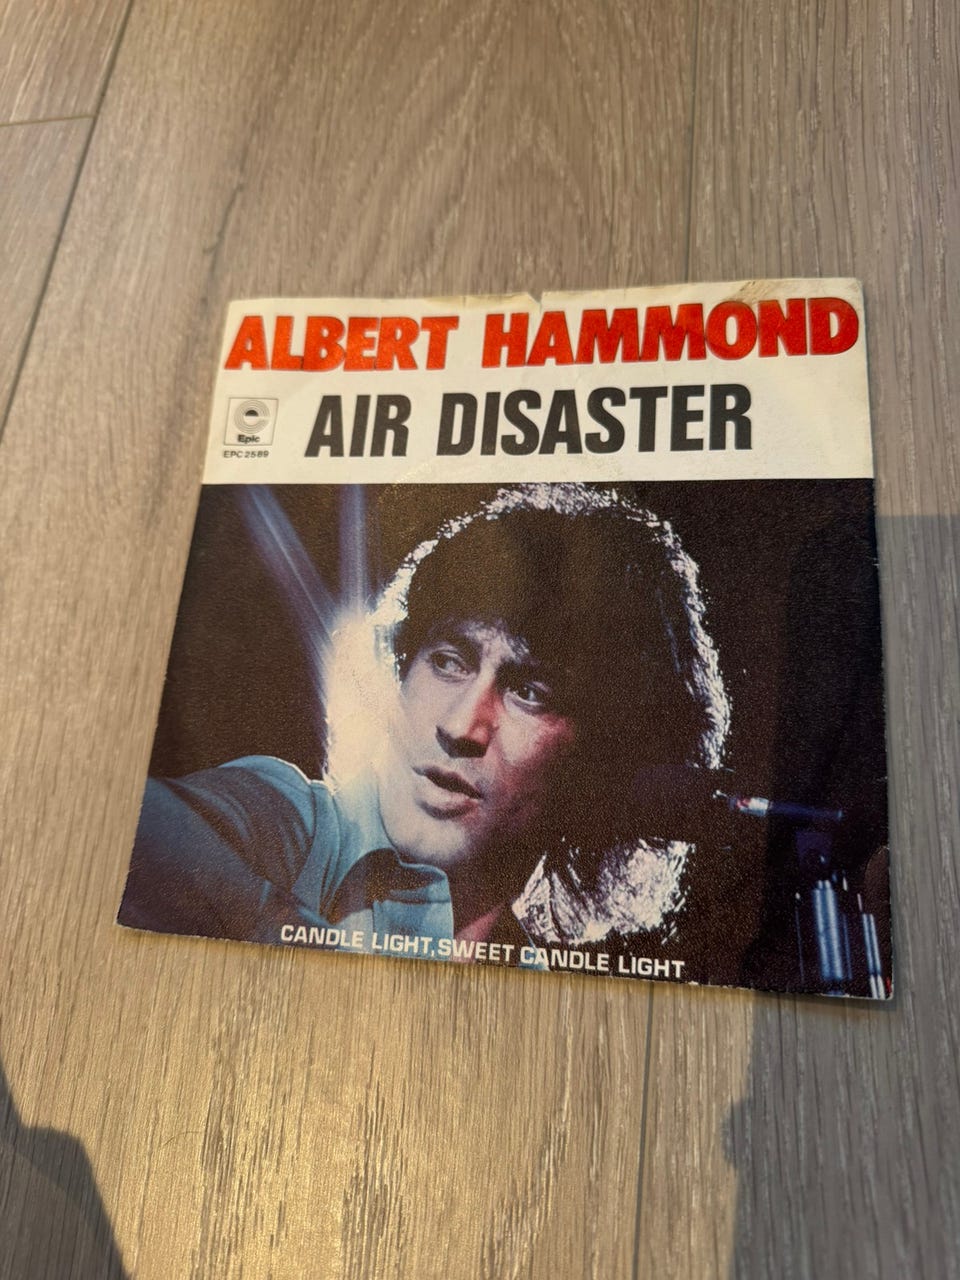 ALBERT HAMMOND
AIR DISASTER
Epic
EPC 2589
CANDLE LIGHT, SWEET CANDLE LIGHT